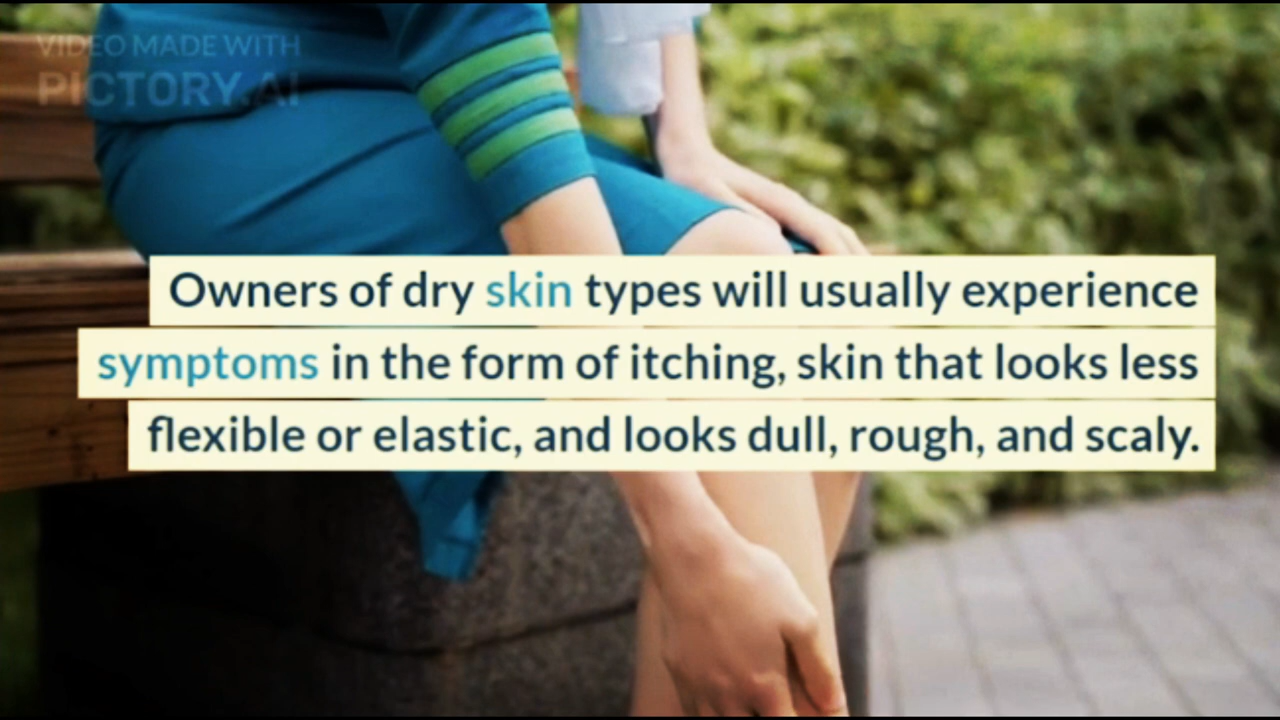 VIDEO MADE WITH
PICTORY.AI
Owners of dry skin types will usually experience
symptoms in the form of itching, skin that looks less
flexible or elastic, and looks dull, rough, and scaly.